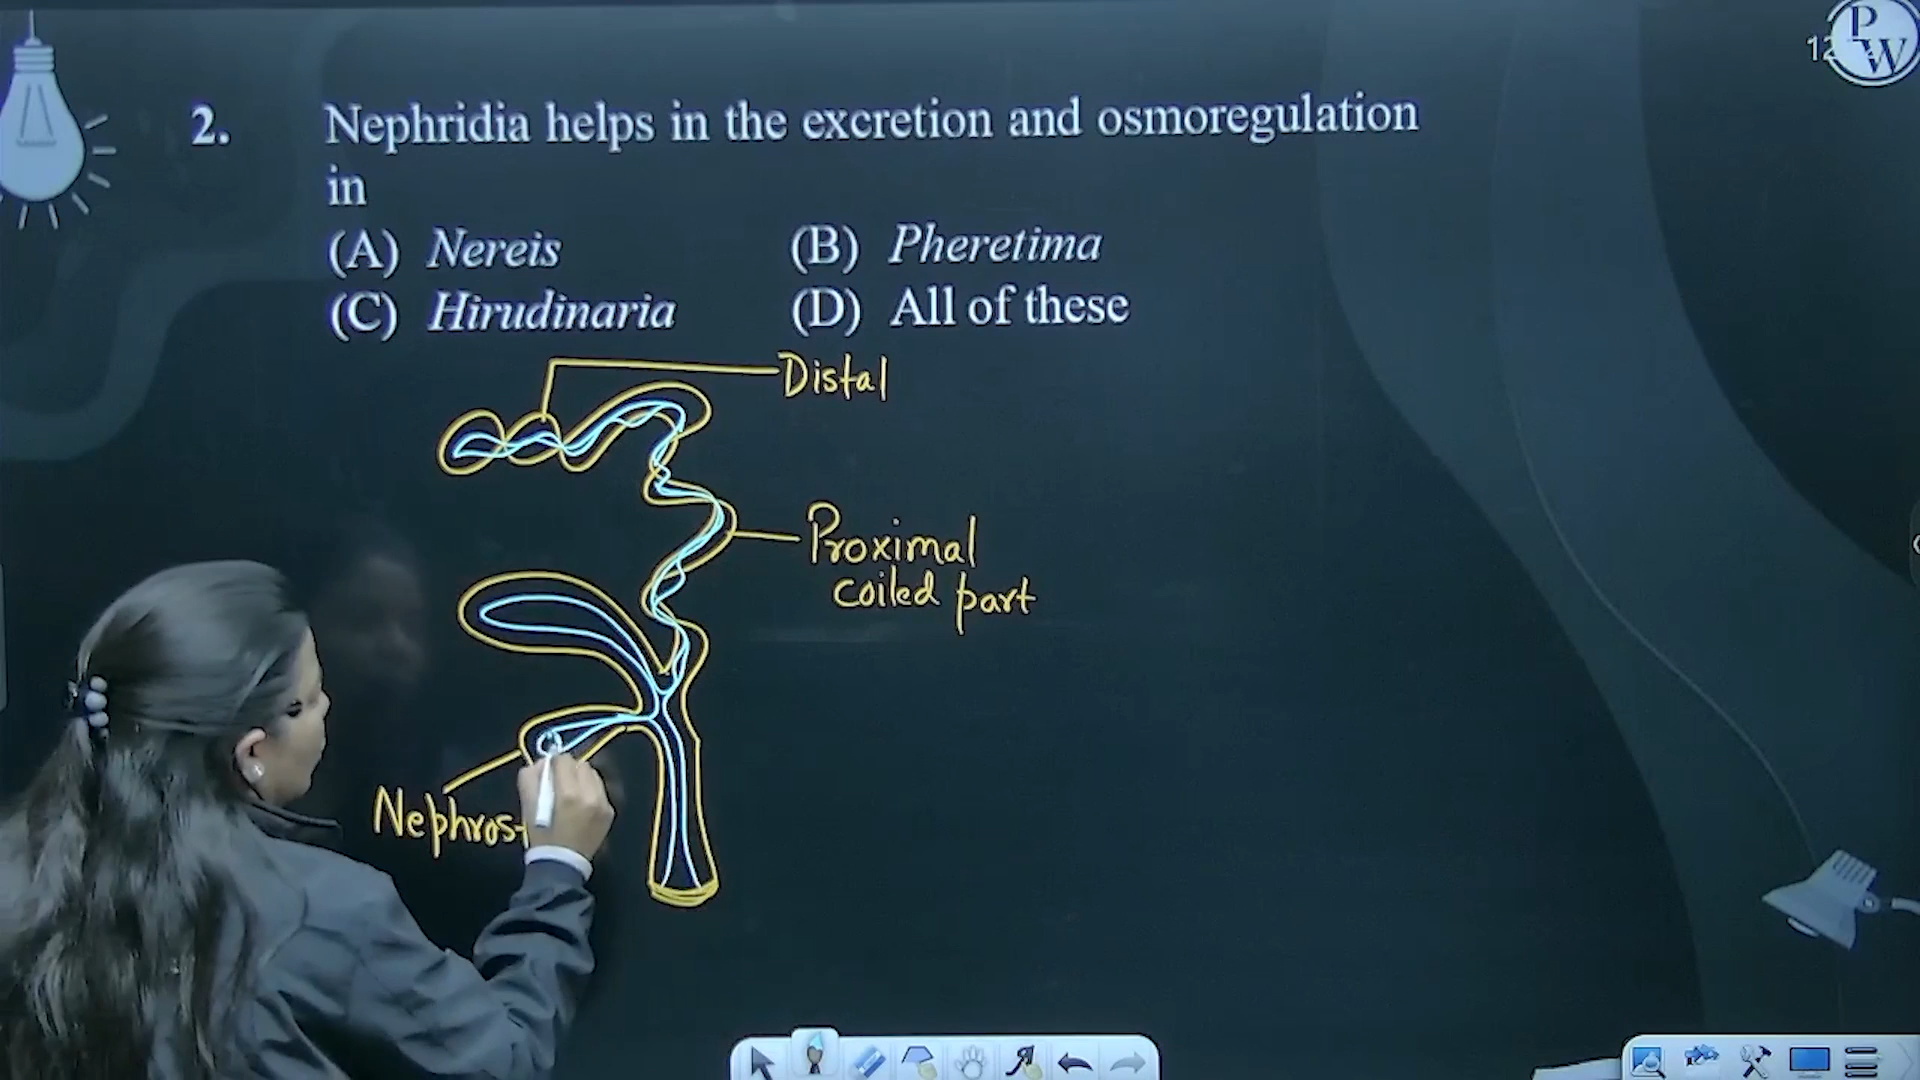 PW
2. Nephridia helps in the excretion and osmoregulation
in
(A) Nereis (B) Pheretima
(C) Hirudinaria (D) All of these
Distal
Proximal
coiled part